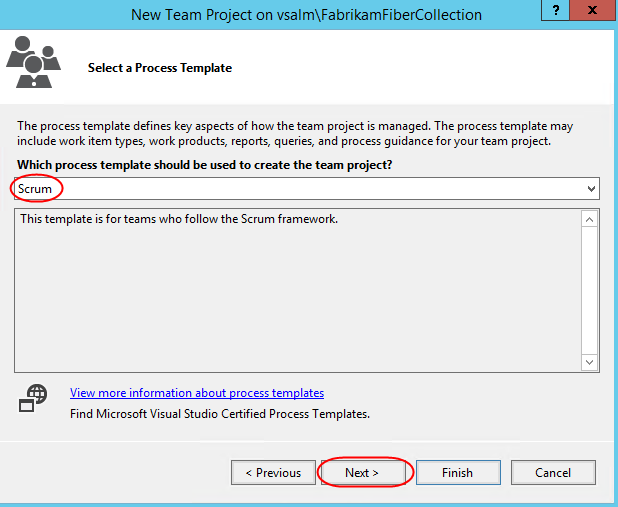 New Team Project on vsalm\FabrikamFiberCollection
? x
Select a Process Template
The process template defines key aspects of how the team project is managed. The process template may
include work item types, work products, reports, queries, and process guidance for your team project.
Which process template should be used to create the team project?
Scrum
This template is for teams who follow the Scrum framework.
View more information about process templates
Find Microsoft Visual Studio Certified Process Templates.
< Previous Next > Finish Cancel